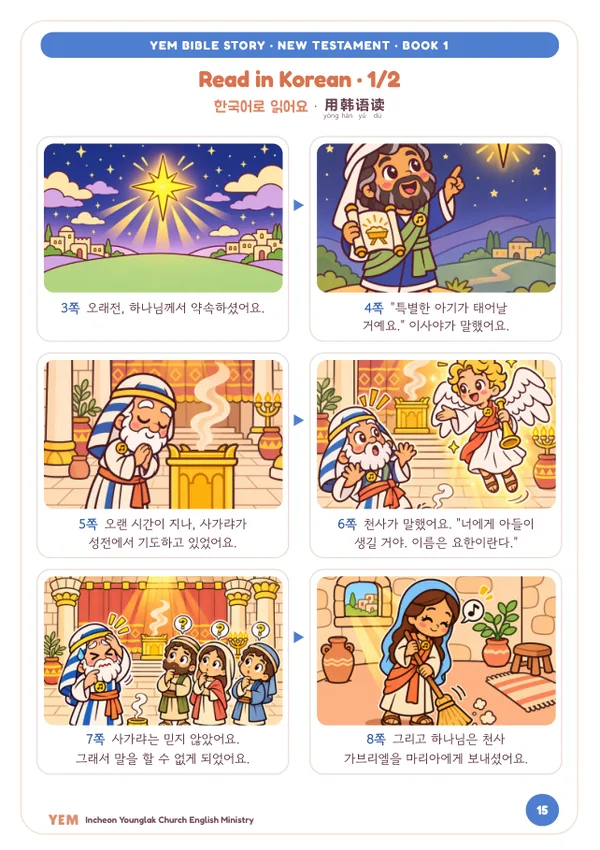 YEM BIBLE STORY · NEW TESTAMENT · BOOK 1
Read in Korean · 1/2
한국어로 읽어요 · 用韩语读
yòng hán yǔ dú
3쪽 오래전, 하나님께서 약속하셨어요.
4쪽 "특별한 아기가 태어날
거예요." 이사야가 말했어요.
5쪽 오랜 시간이 지나, 사가랴가
성전에서 기도하고 있었어요.
6쪽 천사가 말했어요. "너에게 아들이
생길 거야. 이름은 요한이란다."
? ? ?
7쪽 사가랴는 믿지 않았어요.
그래서 말을 할 수 없게 되었어요.
8쪽 그리고 하나님은 천사
가브리엘을 마리아에게 보내셨어요.
YEM Incheon Younglak Church English Ministry
15